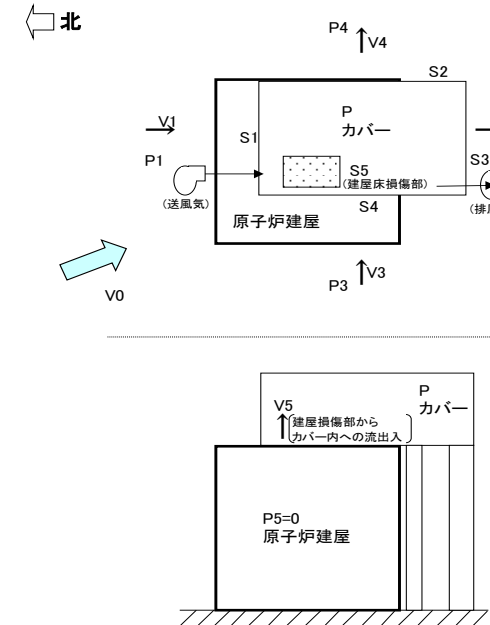 北
P4
V4
S2
P
カバー
V1
S1
P1
S5
S3
(建屋床損傷部)
(送風気)
S4
原子炉建屋
P3
V3
V0
P
カバー
V5
建屋損傷部から
カバー内への流出入
P5=0
原子炉建屋